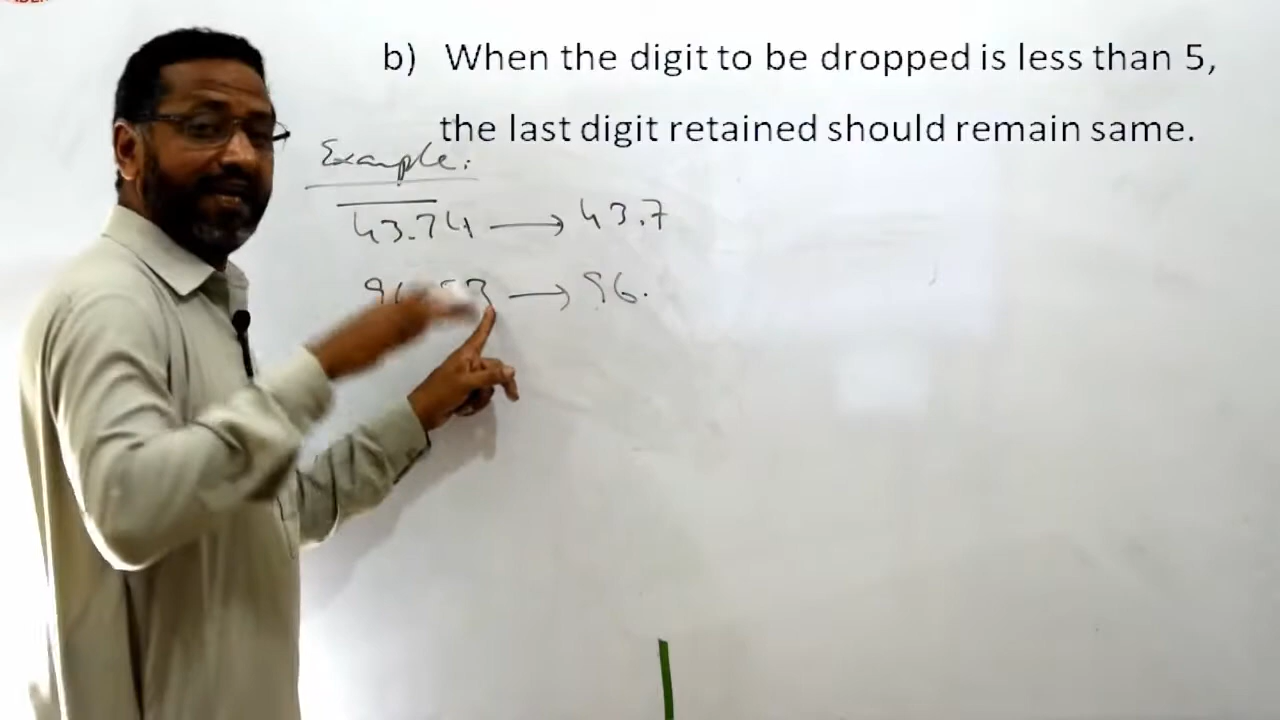 b) When the digit to be dropped is less than 5,
the last digit retained should remain same.
Example:
43.74 → 43.7
→ 96.